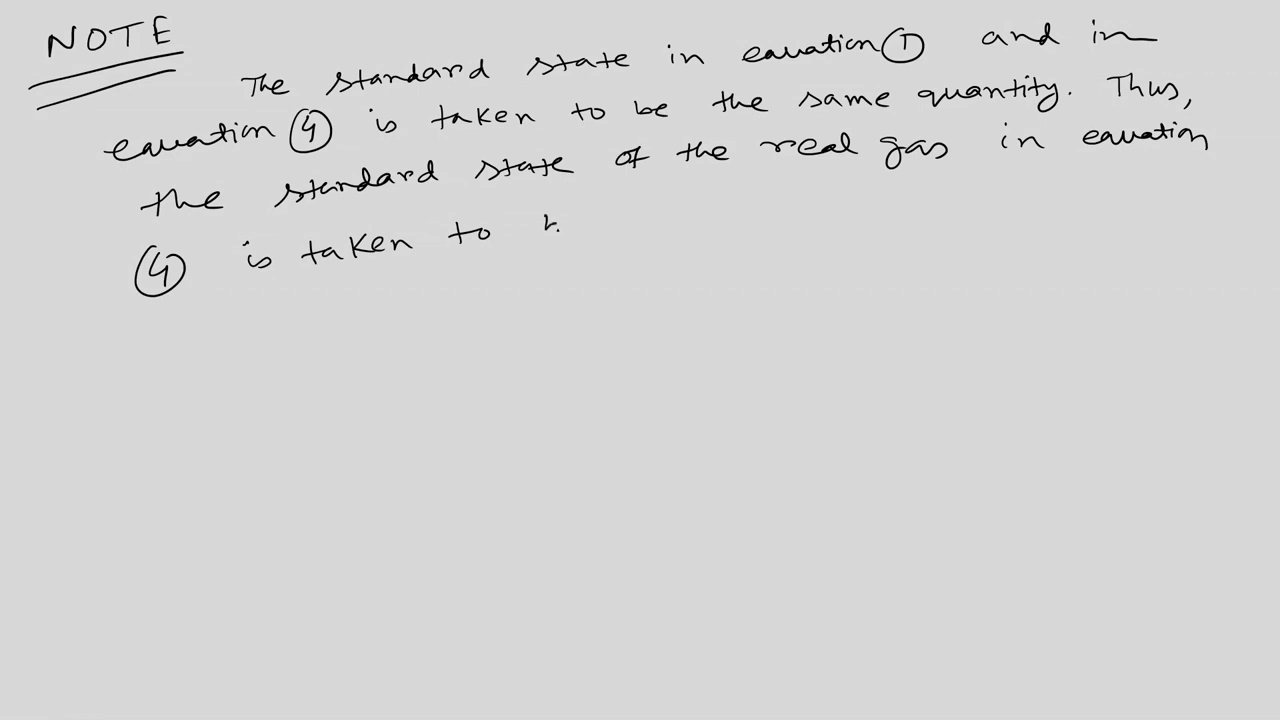 NOTE
The standard state in equation ① and in
equation ④ is taken to be the same quantity. Thus,
the standard state of the real gas in equation
④ is taken to